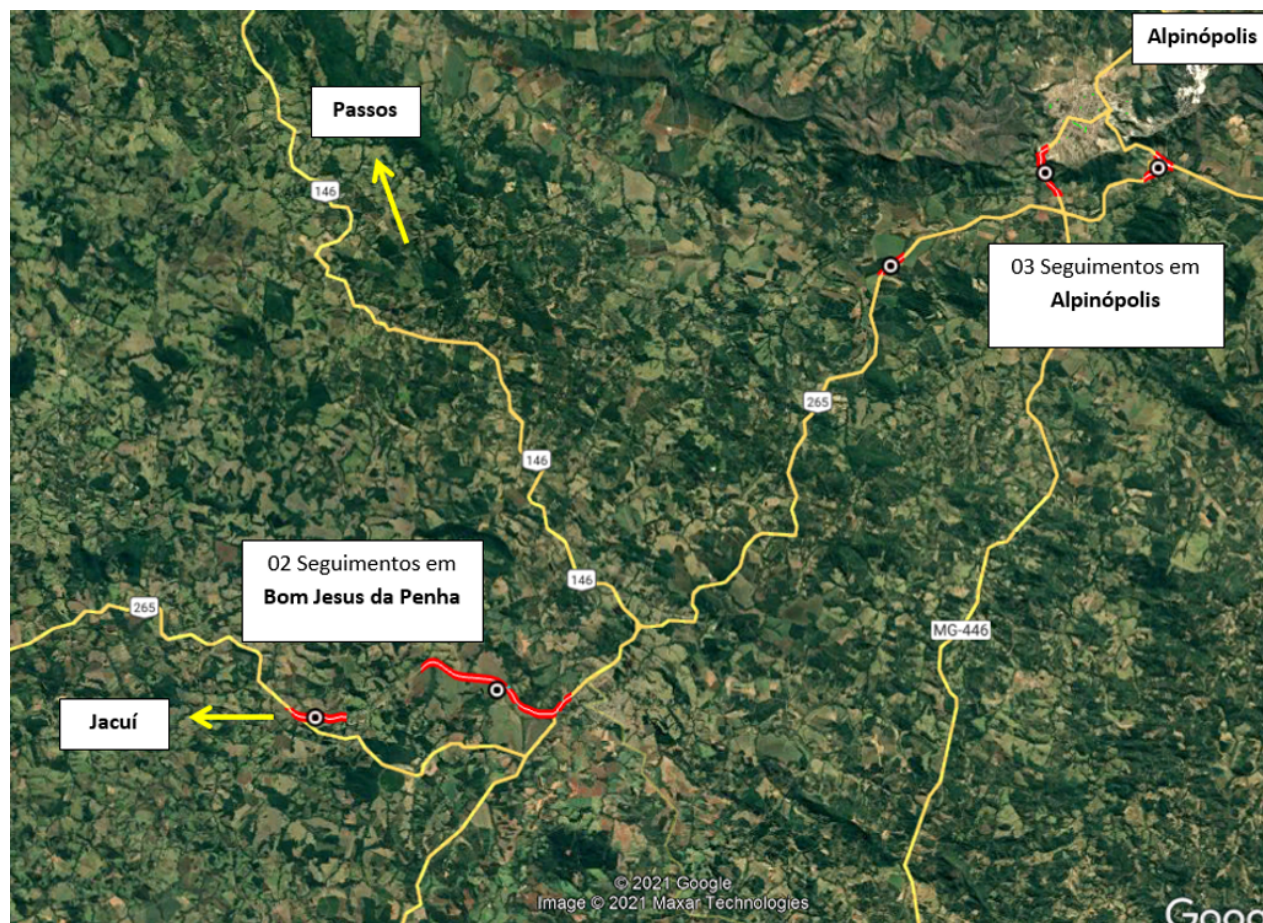 Alpinópolis
Passos
146
03 Seguimentos em
Alpinópolis
265
146
02 Seguimentos em
Bom Jesus da Penha
146
265
MG-446
Jacuí
© 2021 Google
Image © 2021 Maxar Technologies
Goog